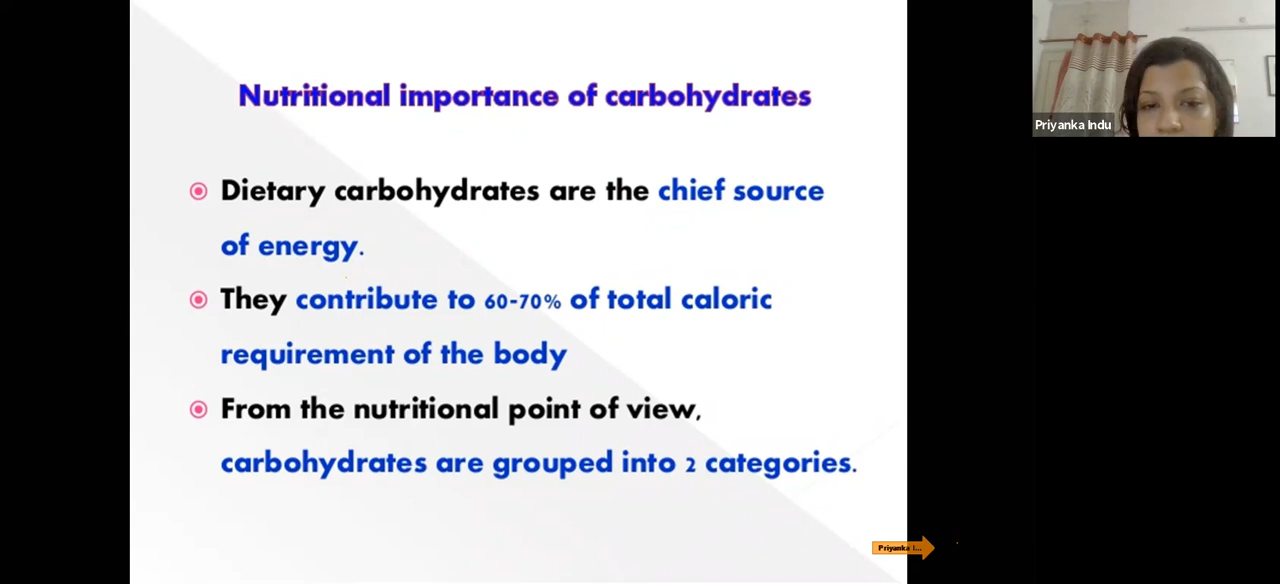 Nutritional importance of carbohydrates
Dietary carbohydrates are the chief source
of energy.
They contribute to 60-70% of total caloric
requirement of the body
From the nutritional point of view,
carbohydrates are grouped into 2 categories.
Priyanka Indu
Priyanka I...